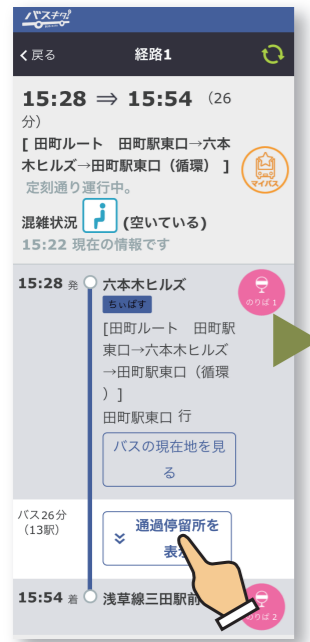 バスキタ!
戻る 経路1
15:28 ⇒ 15:54 (26
分)
[ 田町ルート 田町駅東口→六本
木ヒルズ→田町駅東口(循環) ]
定刻通り運行中。
マイバス
混雑状況 (空いている)
15:22 現在の情報です
15:28 発 六本木ヒルズ
のりば 1
ちぃばす
[田町ルート 田町駅
東口→六本木ヒルズ
→田町駅東口(循環
)]
田町駅東口 行
バスの現在地を見
る
バス26分
(13駅)
通過停留所を
表
15:54 着 浅草線三田駅前
のりば 2